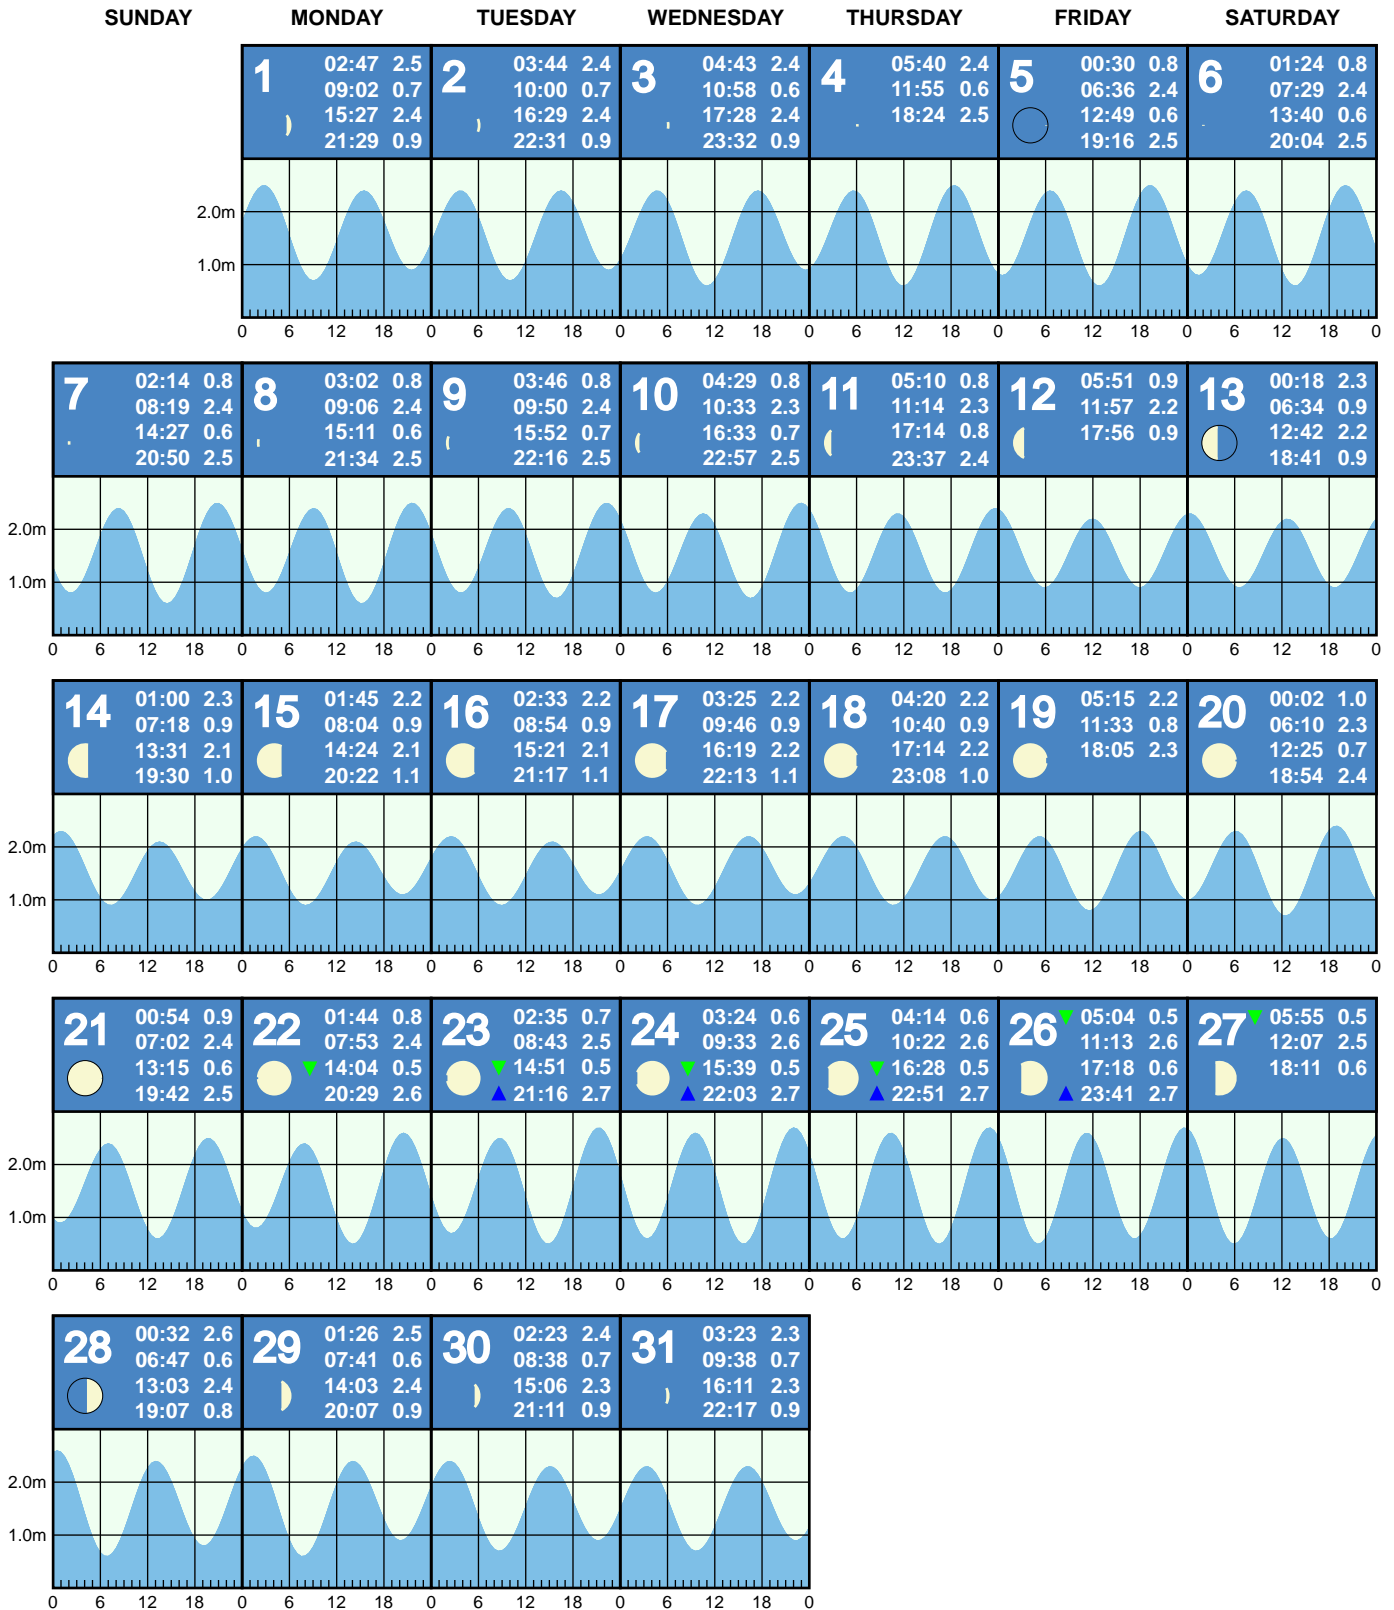 SUNDAY MONDAY TUESDAY WEDNESDAY THURSDAY FRIDAY SATURDAY
1 02:47 2.5
09:02 0.7
15:27 2.4
21:29 0.9
2 03:44 2.4
10:00 0.7
16:29 2.4
22:31 0.9
3 04:43 2.4
10:58 0.6
17:28 2.4
23:32 0.9
4 05:40 2.4
11:55 0.6
18:24 2.5
5 00:30 0.8
06:36 2.4
12:49 0.6
19:16 2.5
6 01:24 0.8
07:29 2.4
13:40 0.6
20:04 2.5
2.0m
1.0m
0 6 12 18 0 6 12 18 0 6 12 18 0 6 12 18 0 6 12 18 0 6 12 18 0
7 02:14 0.8
08:19 2.4
14:27 0.6
20:50 2.5
8 03:02 0.8
09:06 2.4
15:11 0.6
21:34 2.5
9 03:46 0.8
09:50 2.4
15:52 0.7
22:16 2.5
10 04:29 0.8
10:33 2.3
16:33 0.7
22:57 2.5
11 05:10 0.8
11:14 2.3
17:14 0.8
23:37 2.4
12 05:51 0.9
11:57 2.2
17:56 0.9
13 00:18 2.3
06:34 0.9
12:42 2.2
18:41 0.9
2.0m
1.0m
0 6 12 18 0 6 12 18 0 6 12 18 0 6 12 18 0 6 12 18 0 6 12 18 0 6 12 18 0
14 01:00 2.3
07:18 0.9
13:31 2.1
19:30 1.0
15 01:45 2.2
08:04 0.9
14:24 2.1
20:22 1.1
16 02:33 2.2
08:54 0.9
15:21 2.1
21:17 1.1
17 03:25 2.2
09:46 0.9
16:19 2.2
22:13 1.1
18 04:20 2.2
10:40 0.9
17:14 2.2
23:08 1.0
19 05:15 2.2
11:33 0.8
18:05 2.3
20 00:02 1.0
06:10 2.3
12:25 0.7
18:54 2.4
2.0m
1.0m
0 6 12 18 0 6 12 18 0 6 12 18 0 6 12 18 0 6 12 18 0 6 12 18 0 6 12 18 0
21 00:54 0.9
07:02 2.4
13:15 0.6
19:42 2.5
22 01:44 0.8
07:53 2.4
14:04 0.5
20:29 2.6
23 02:35 0.7
08:43 2.5
14:51 0.5
21:16 2.7
24 03:24 0.6
09:33 2.6
15:39 0.5
22:03 2.7
25 04:14 0.6
10:22 2.6
16:28 0.5
22:51 2.7
26 05:04 0.5
11:13 2.6
17:18 0.6
23:41 2.7
27 05:55 0.5
12:07 2.5
18:11 0.6
2.0m
1.0m
0 6 12 18 0 6 12 18 0 6 12 18 0 6 12 18 0 6 12 18 0 6 12 18 0 6 12 18 0
28 00:32 2.6
06:47 0.6
13:03 2.4
19:07 0.8
29 01:26 2.5
07:41 0.6
14:03 2.4
20:07 0.9
30 02:23 2.4
08:38 0.7
15:06 2.3
21:11 0.9
31 03:23 2.3
09:38 0.7
16:11 2.3
22:17 0.9
2.0m
1.0m
0 6 12 18 0 6 12 18 0 6 12 18 0 6 12 18 0